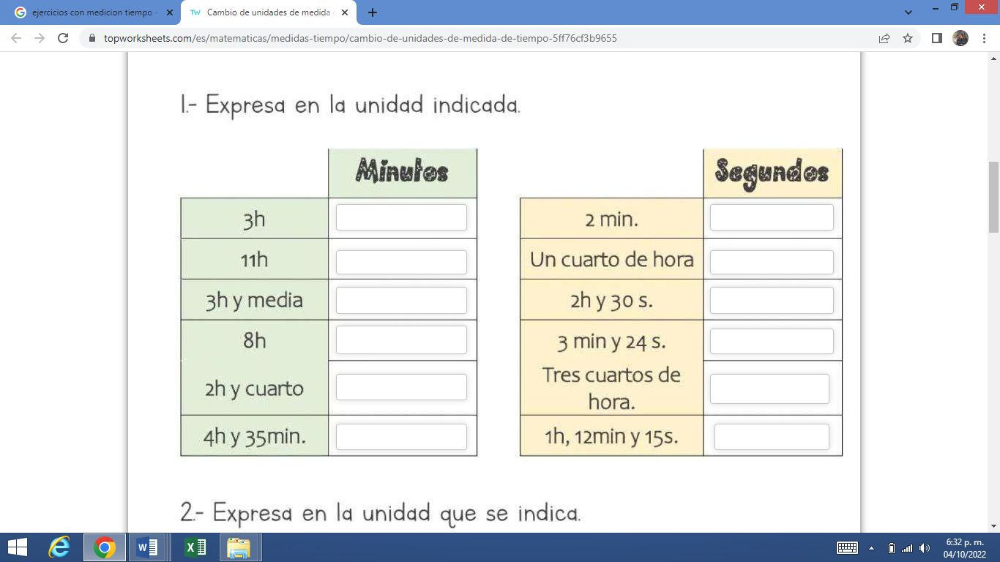 ejercicios con medicion tiempo -
Cambio de unidades de medida
topworksheets.com/es/matematicas/medidas-tiempo/cambio-de-unidades-de-medida-de-tiempo-5ff76cf3b9655
1.- Expresa en la unidad indicada.
Minutos
3h
11h
3h y media
8h
2h y cuarto
4h y 35min.
Segundos
2 min.
Un cuarto de hora
2h y 30 s.
3 min y 24 s.
Tres cuartos de
hora.
1h, 12min y 15s.
2.- Expresa en la unidad que se indica.
6:32 p. m.
04/10/2022